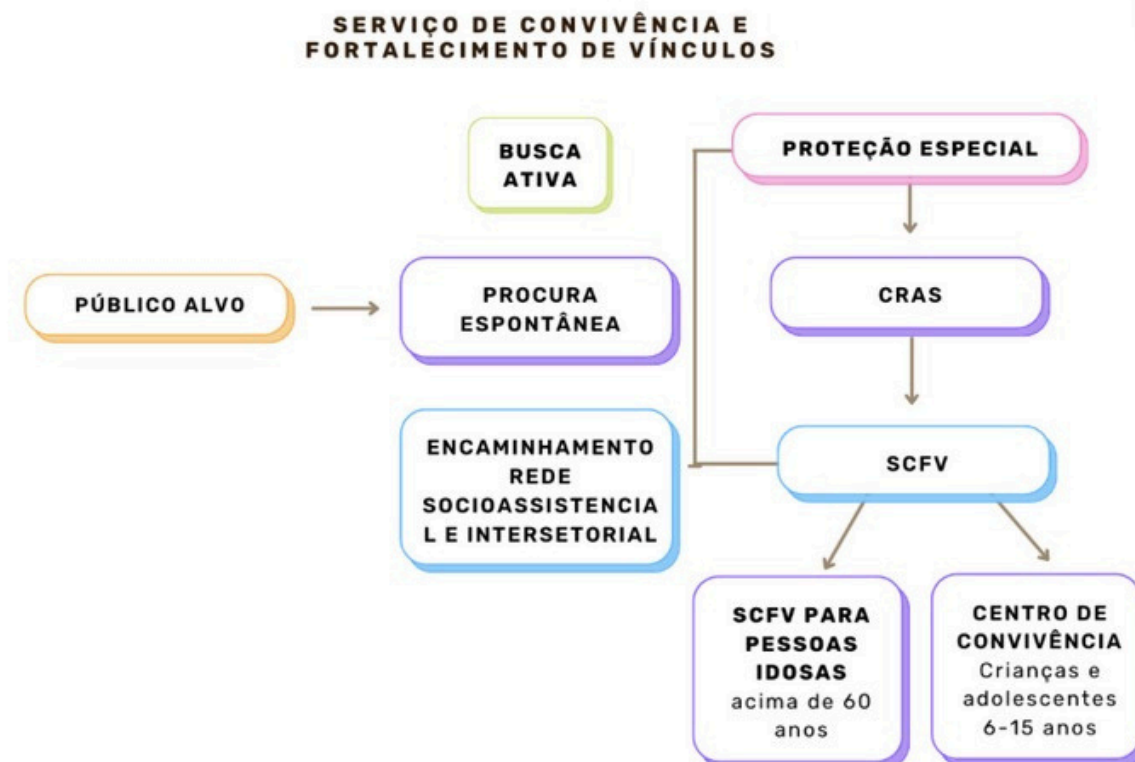 SERVIÇO DE CONVIVÊNCIA E
FORTALECIMENTO DE VÍNCULOS
BUSCA
ATIVA
PROTEÇÃO ESPECIAL
PÚBLICO ALVO
PROCURA
ESPONTÂNEA
CRAS
ENCAMINHAMENTO
REDE
SOCIOASSISTENCIA
L E INTERSETORIAL
SCFV
SCFV PARA
PESSOAS
IDOSAS
acima de 60
anos
CENTRO DE
CONVIVÊNCIA
Crianças e
adolescentes
6-15 anos